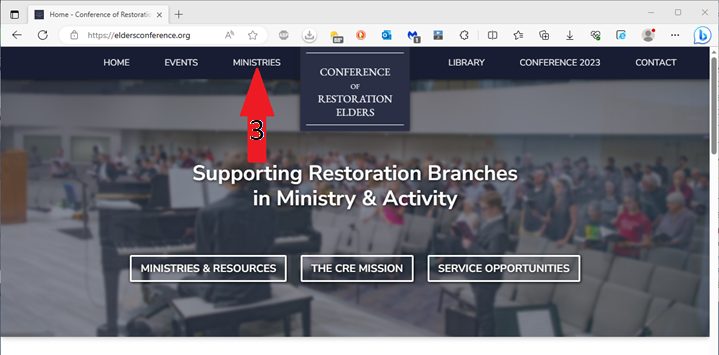 Home - Conference of Restoratio
https://eldersconference.org
HOME
EVENTS
MINISTRIES
CONFERENCE
OF
RESTORATION
ELDERS
LIBRARY
CONFERENCE 2023
CONTACT
3
Supporting Restoration Branches
in Ministry & Activity
MINISTRIES & RESOURCES
THE CRE MISSION
SERVICE OPPORTUNITIES